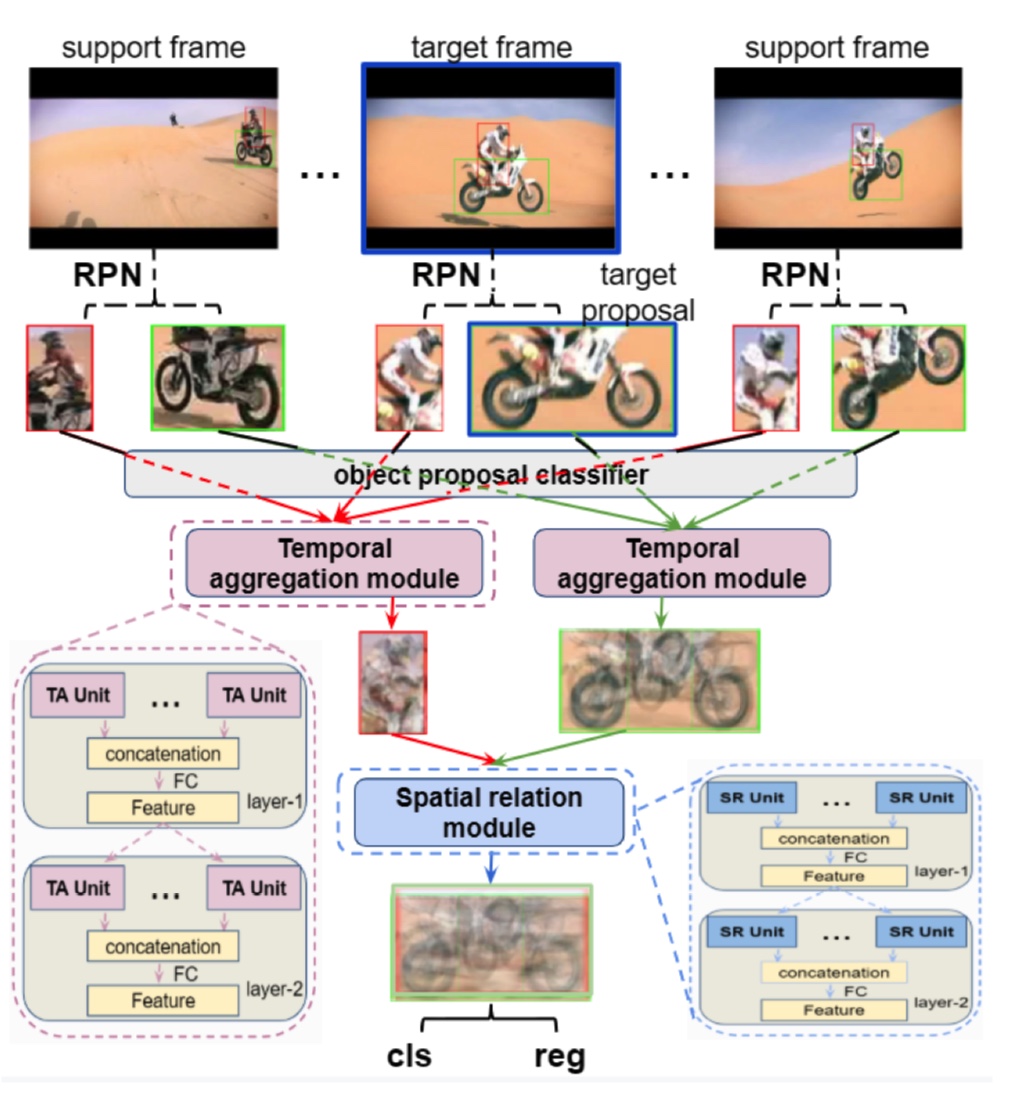 support frame
target frame
support frame
...
...
RPN
RPN
target
proposal
RPN
object proposal classifier
Temporal
aggregation module
Temporal
aggregation module
TA Unit ... TA Unit
concatenation
FC
Feature
layer-1
TA Unit ... TA Unit
concatenation
FC
Feature
layer-2
Spatial relation
module
SR Unit ... SR Unit
concatenation
FC
Feature
layer-1
SR Unit ... SR Unit
concatenation
FC
Feature
layer-2
cls
reg